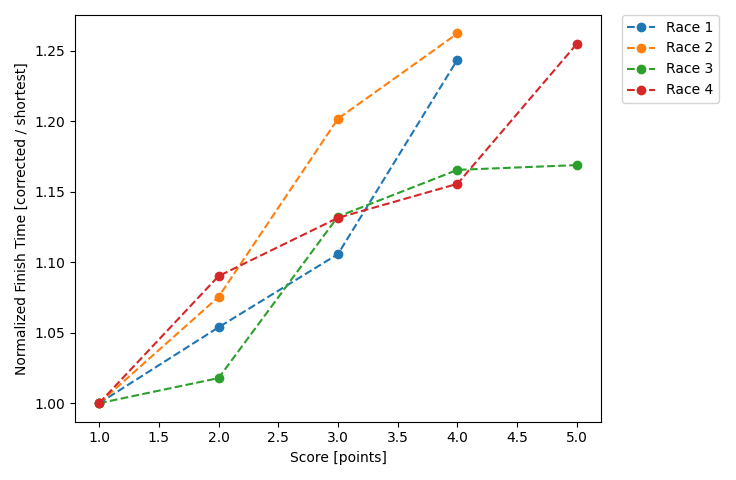 1.25
1.20
1.15
1.10
1.05
1.00
Normalized Finish Time [corrected / shortest]
1.0 1.5 2.0 2.5 3.0 3.5 4.0 4.5 5.0
Score [points]
Race 1
Race 2
Race 3
Race 4